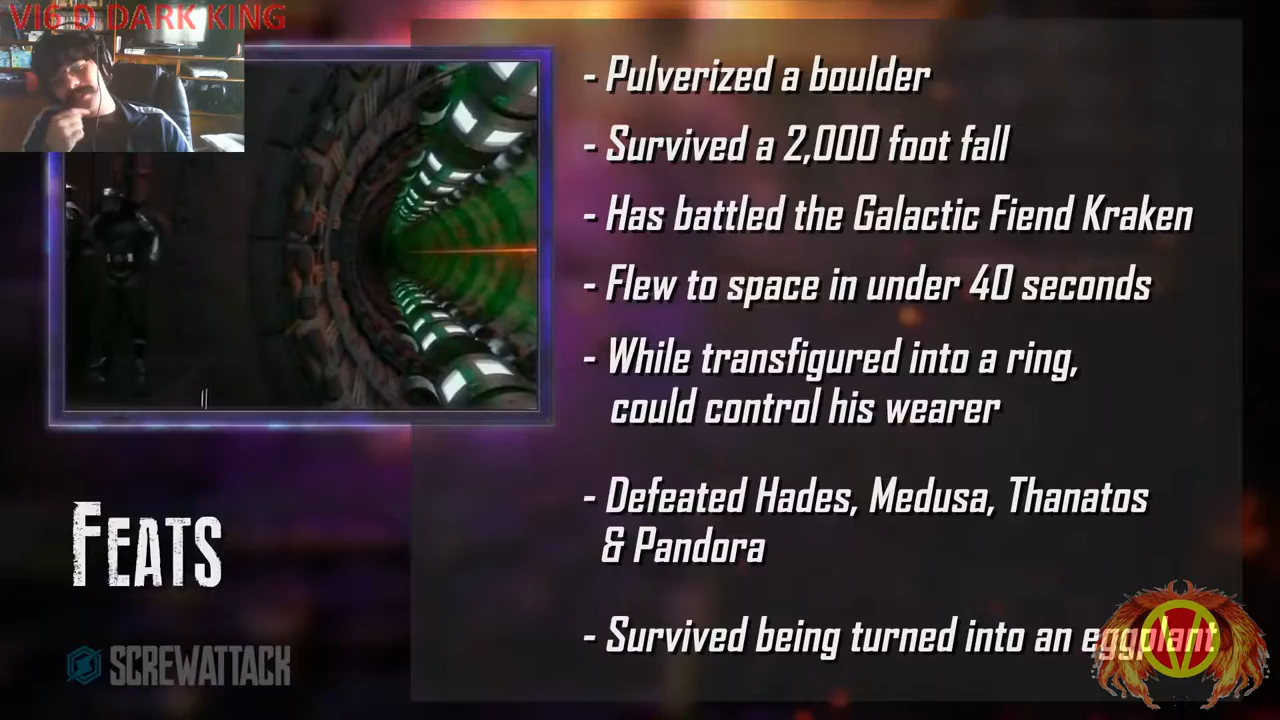 VI6 D DARK KING
- Pulverized a boulder
- Survived a 2,000 foot fall
- Has battled the Galactic Fiend Kraken
- Flew to space in under 40 seconds
- While transfigured into a ring,
could control his wearer
- Defeated Hades, Medusa, Thanatos
& Pandora
- Survived being turned into an eggplant
FEATS
SCREWATTACK